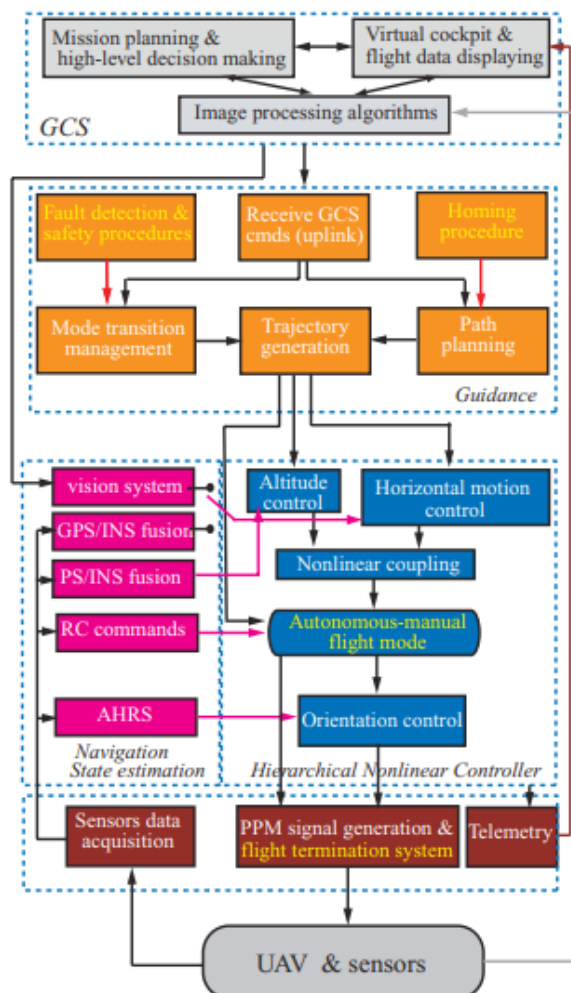 Mission planning &
high-level decision making
Virtual cockpit &
flight data displaying
Image processing algorithms
GCS
Fault detection &
safety procedures
Receive GCS
cmds (uplink)
Homing
procedure
Mode transition
management
Trajectory
generation
Path
planning
Guidance
vision system
GPS/INS fusion
PS/INS fusion
RC commands
AHRS
Navigation
State estimation
Altitude
control
Horizontal motion
control
Nonlinear coupling
Autonomous-manual
flight mode
Orientation control
Hierarchical Nonlinear Controller
Sensors data
acquisition
PPM signal generation &
flight termination system
Telemetry
UAV & sensors